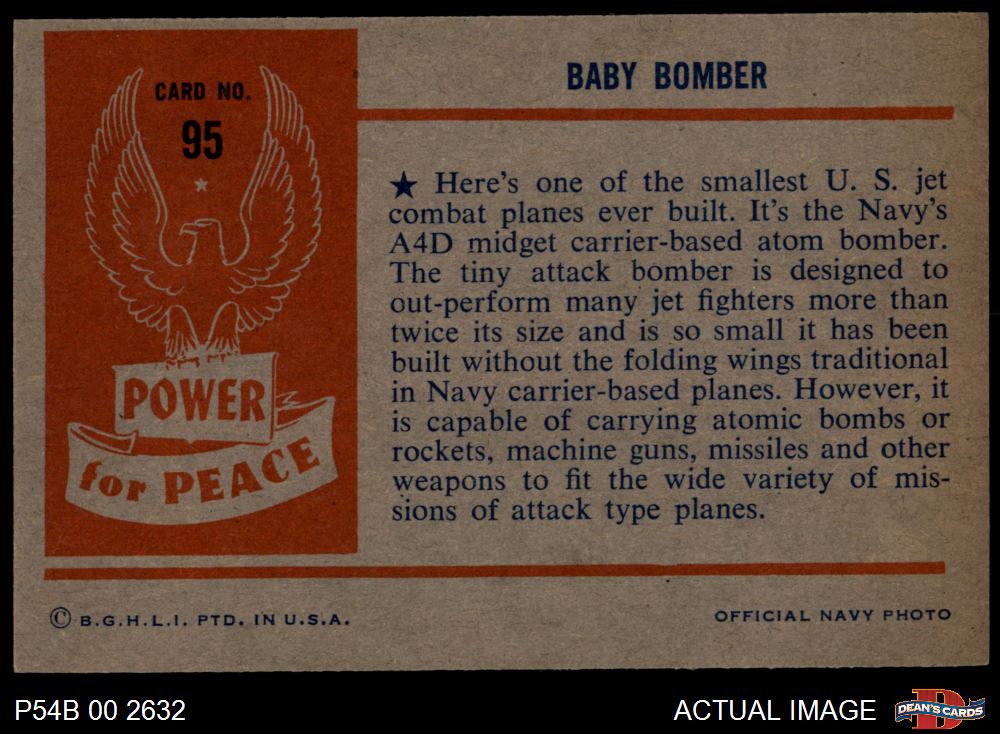 CARD NO.
95
POWER
for PEACE
BABY BOMBER
★ Here's one of the smallest U. S. jet
combat planes ever built. It's the Navy's
A4D midget carrier-based atom bomber.
The tiny attack bomber is designed to
out-perform many jet fighters more than
twice its size and is so small it has been
built without the folding wings traditional
in Navy carrier-based planes. However, it
is capable of carrying atomic bombs or
rockets, machine guns, missiles and other
weapons to fit the wide variety of mis-
sions of attack type planes.
© B.G.H.L.I. PTD. IN U.S.A.
OFFICIAL NAVY PHOTO
P54B 00 2632
ACTUAL IMAGE
DEAN'S CARDS